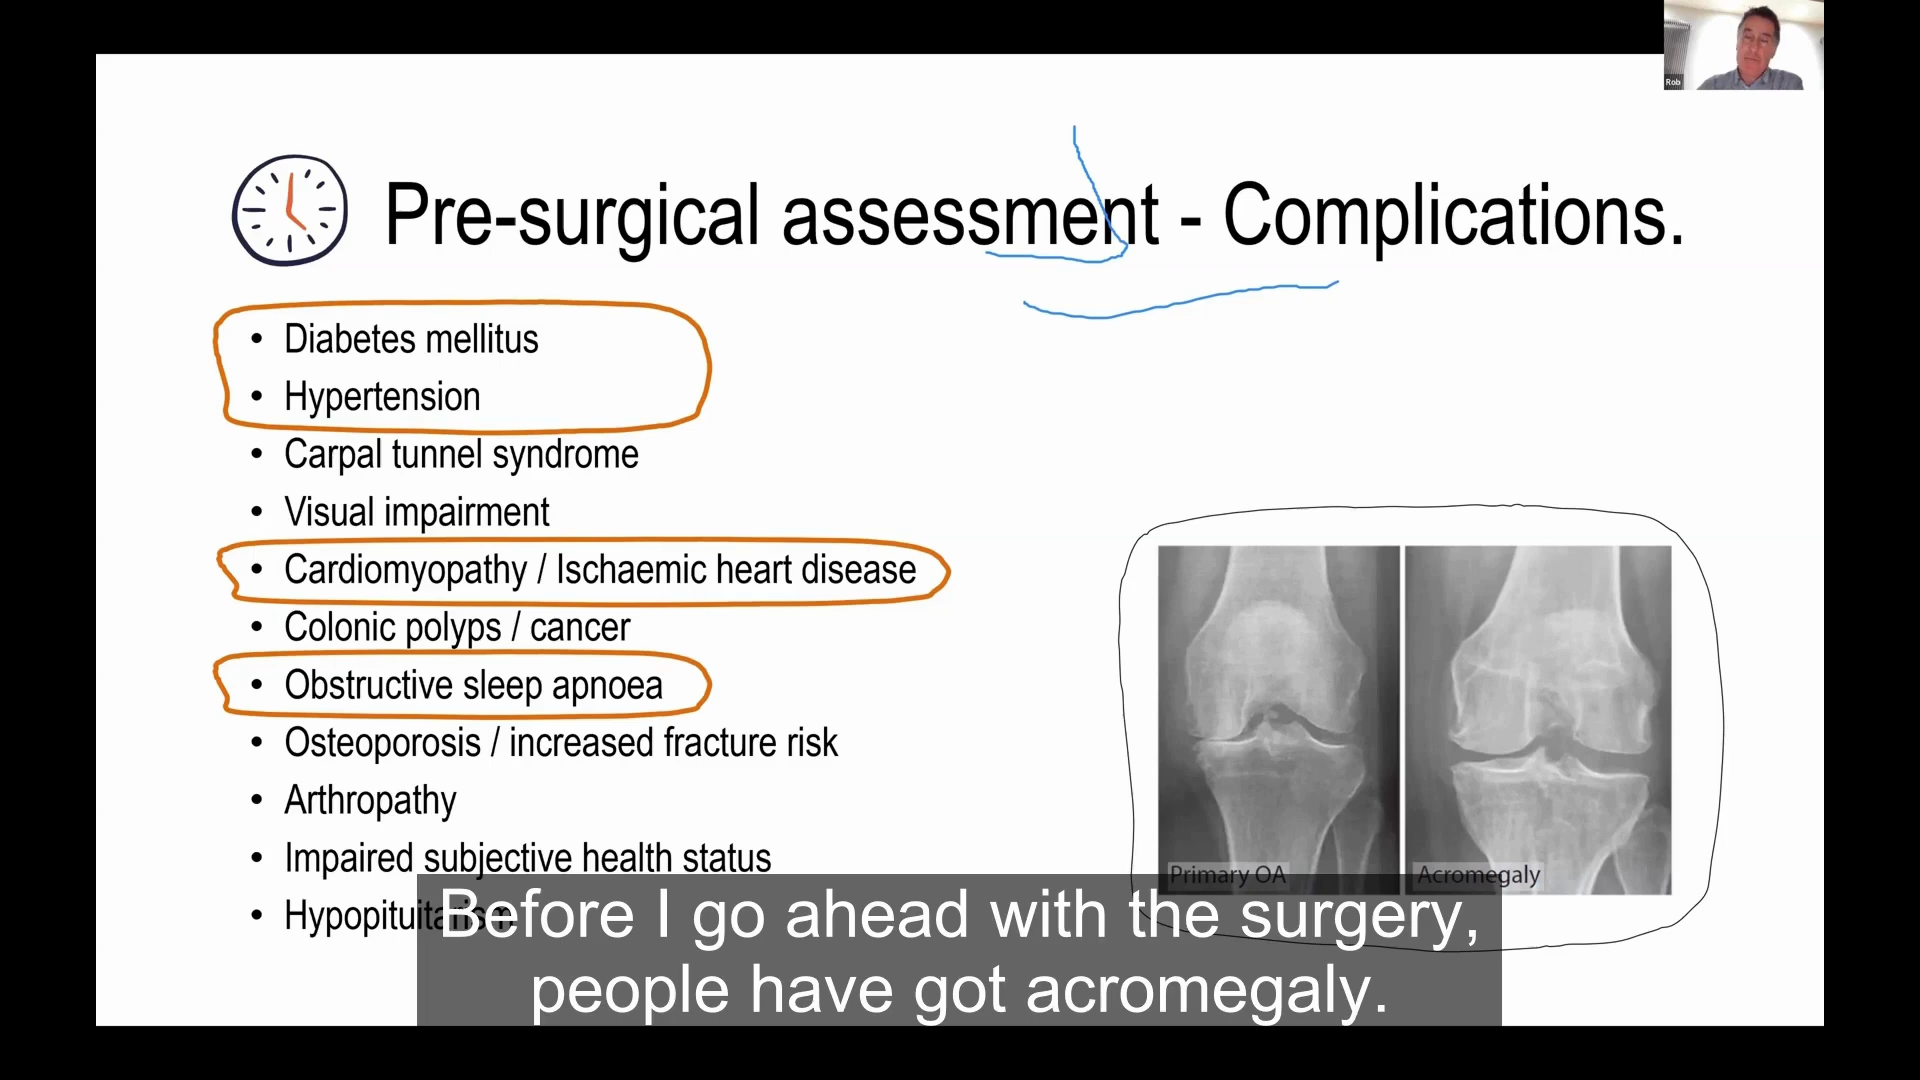 Rob
Pre-surgical assessment - Complications.
• Diabetes mellitus
• Hypertension
• Carpal tunnel syndrome
• Visual impairment
• Cardiomyopathy / Ischaemic heart disease
• Colonic polyps / cancer
• Obstructive sleep apnoea
• Osteoporosis / increased fracture risk
• Arthropathy
• Impaired subjective health status
• Hypopituitarism
Primary OA
Acromegaly
Before I go ahead with the surgery,
people have got acromegaly.